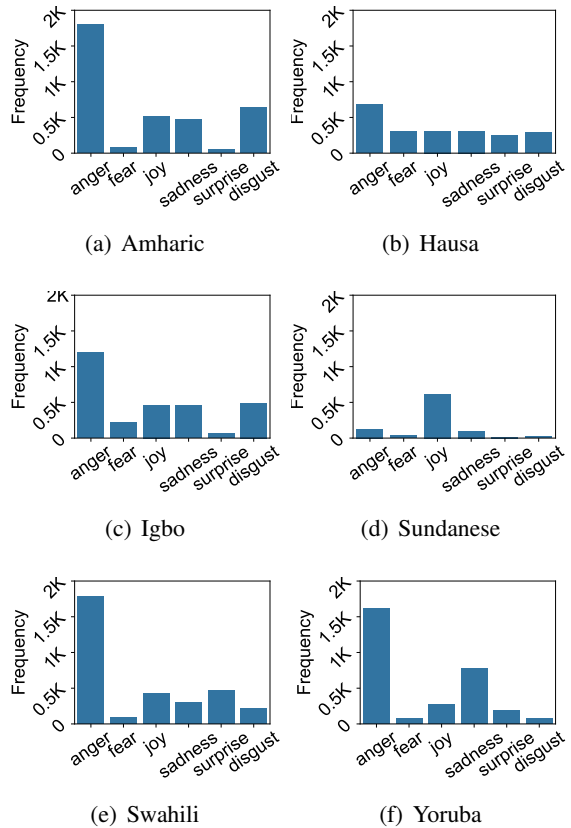 2K
2K
1.5K
1.5K
Frequency
Frequency
1K
1K
0.5K
0.5K
0
0
anger fear joy sadness surprise disgust
anger fear joy sadness surprise disgust
(a) Amharic
(b) Hausa
2K
2K
1.5K
1.5K
Frequency
Frequency
1K
1K
0.5K
0.5K
0
0
anger fear joy sadness surprise disgust
anger fear joy sadness surprise disgust
(c) Igbo
(d) Sundanese
2K
2K
1.5K
1.5K
Frequency
Frequency
1K
1K
0.5K
0.5K
0
0
anger fear joy sadness surprise disgust
anger fear joy sadness surprise disgust
(e) Swahili
(f) Yoruba